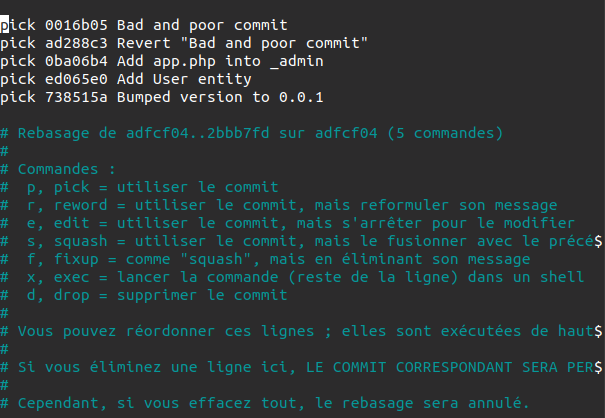 pick 0016b05 Bad and poor commit
pick ad288c3 Revert "Bad and poor commit"
pick 0ba06b4 Add app.php into _admin
pick ed065e0 Add User entity
pick 738515a Bumped version to 0.0.1

# Rebasage de adfcf04..2bbb7fd sur adfcf04 (5 commandes)
#
# Commandes :
#  p, pick = utiliser le commit
#  r, reword = utiliser le commit, mais reformuler son message
#  e, edit = utiliser le commit, mais s'arrêter pour le modifier
#  s, squash = utiliser le commit, mais le fusionner avec le précé$
#  f, fixup = comme "squash", mais en éliminant son message
#  x, exec = lancer la commande (reste de la ligne) dans un shell
#  d, drop = supprimer le commit
#
# Vous pouvez réordonner ces lignes ; elles sont exécutées de haut$
#
# Si vous éliminez une ligne ici, LE COMMIT CORRESPONDANT SERA PER$
#
# Cependant, si vous effacez tout, le rebasage sera annulé.